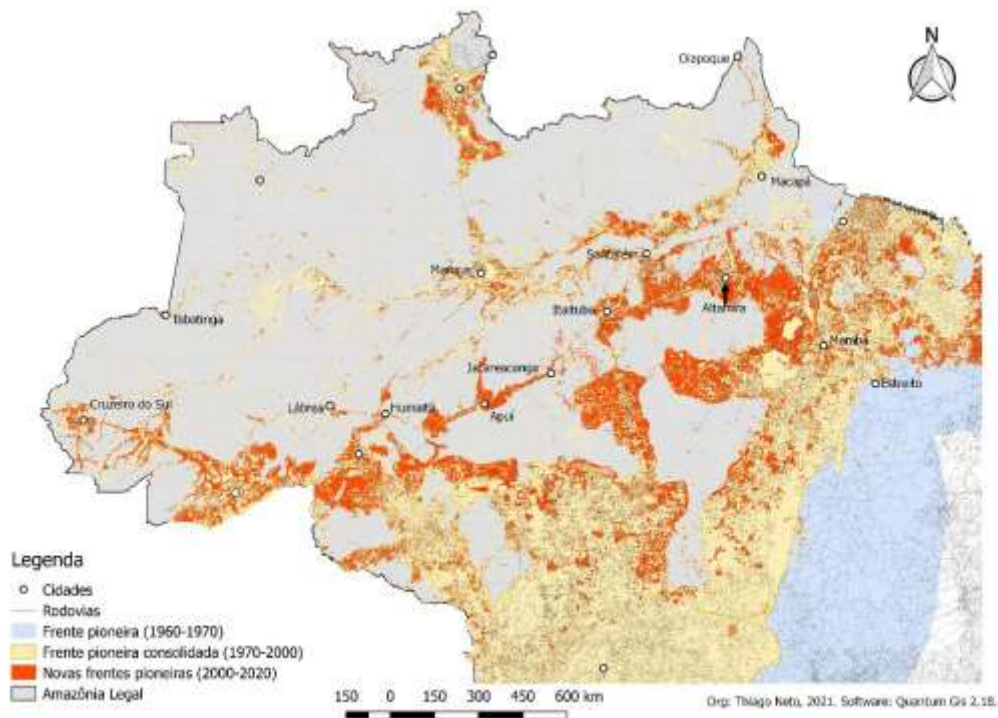 N
Oiapoque
Macapá
Santarém
Manaus
Altamira
Itaituba
Tabatinga
Marabá
Jacareacanga
Estreito
Cruzeiro do Sul
Lábrea
Humaitá
Apuí
Legenda
Cidades
Rodovias
Frente pioneira (1960-1970)
Frente pioneira consolidada (1970-2000)
Novas frentes pioneiras (2000-2020)
Amazônia Legal
150 0 150 300 450 600 km
Org: Thiago Neto, 2021. Software: Quantum Gis 2.18.